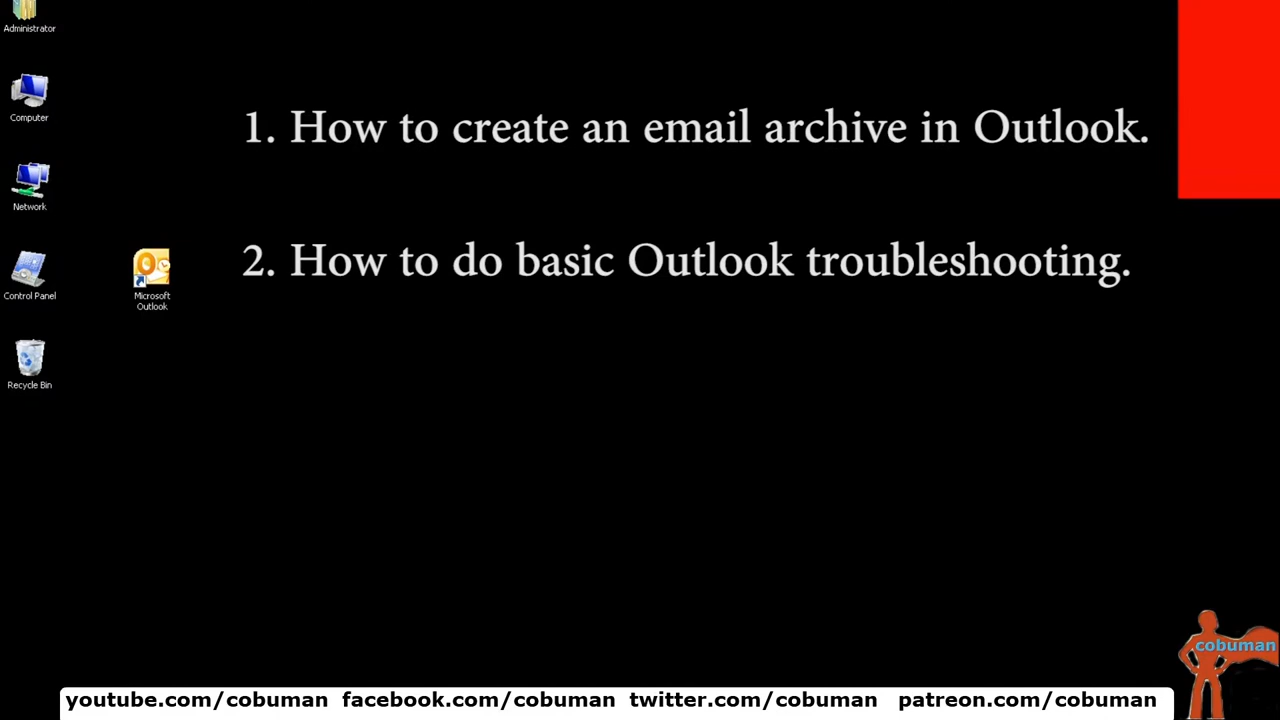 Administrator
1. How to create an email archive in Outlook.
Computer
Network
2. How to do basic Outlook troubleshooting.
Control Panel
Microsoft
Outlook
Recycle Bin
cobuman
youtube.com/cobuman facebook.com/cobuman twitter.com/cobuman patreon.com/cobuman